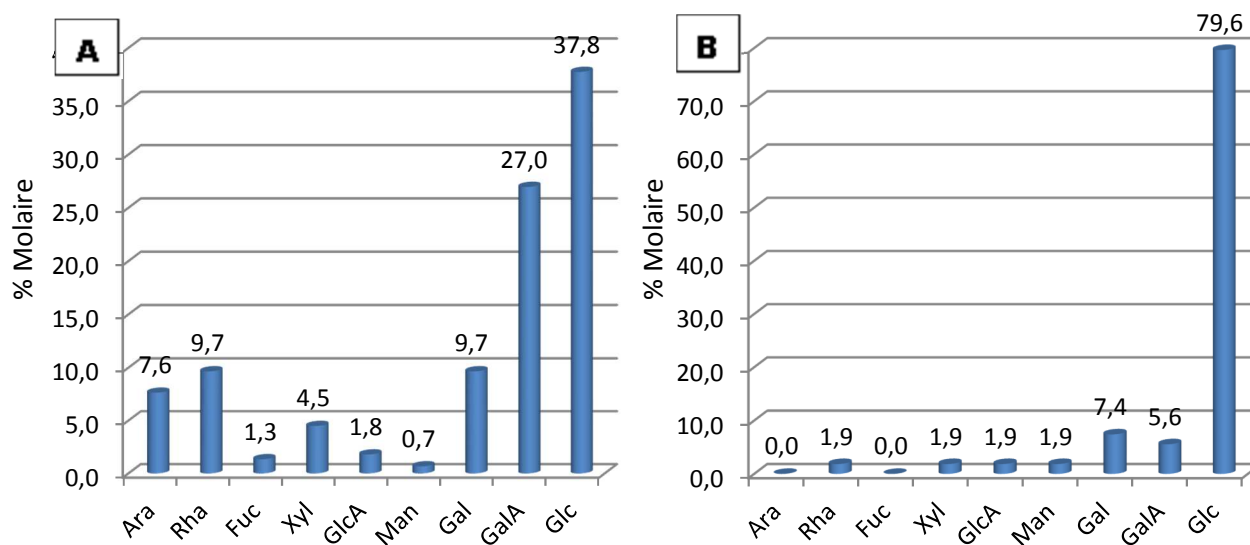 A
% Molaire
35,0
30,0
25,0
20,0
15,0
10,0
5,0
0,0
7,6
9,7
1,3
4,5
1,8
0,7
9,7
27,0
37,8
Ara
Rha
Fuc
Xyl
GlcA
Man
Gal
GalA
Glc
B
% Molaire
70,0
60,0
50,0
40,0
30,0
20,0
10,0
0,0
0,0
1,9
0,0
1,9
1,9
1,9
7,4
5,6
79,6
Ara
Rha
Fuc
Xyl
GlcA
Man
Gal
GalA
Glc